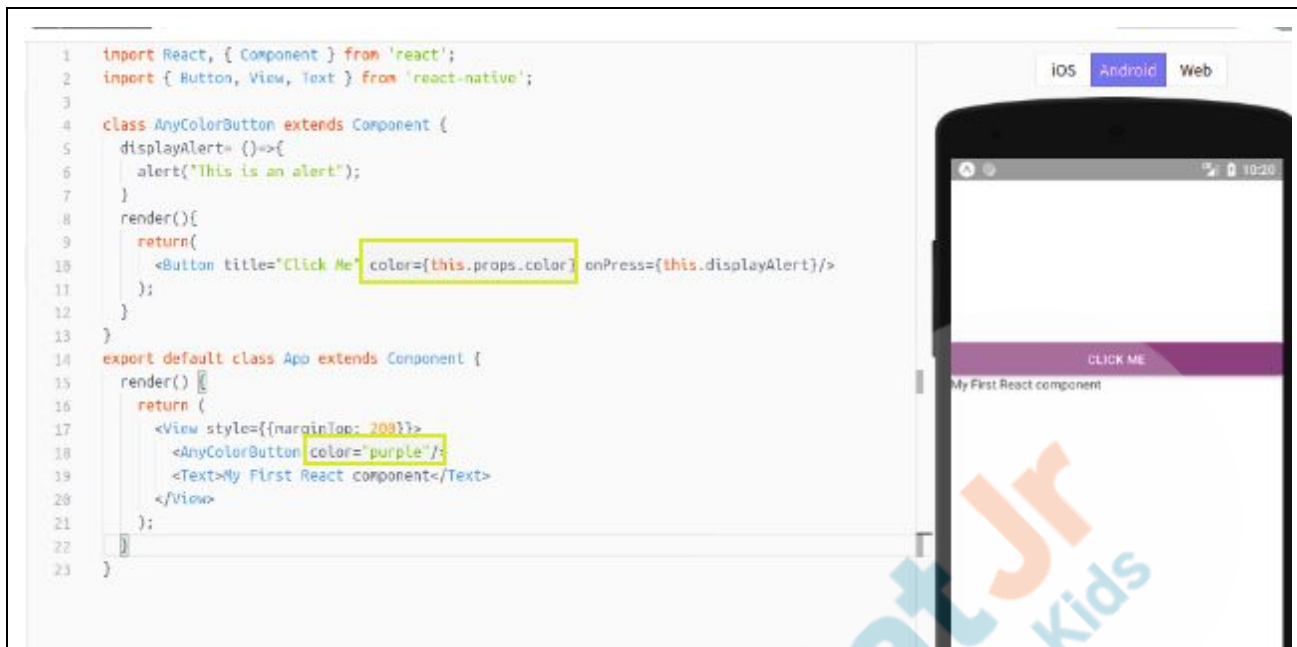 1 import React, { Component } from 'react';
2 import { Button, View, Text } from 'react-native';
3
4 class AnyColorButton extends Component {
5 displayAlert= ()=>{
6 alert("This is an alert");
7 }
8 render(){
9 return(
10 <Button title="Click Me" color={this.props.color} onPress={this.displayAlert}/>
11 );
12 }
13 }
14 export default class App extends Component {
15 render() {
16 return (
17 <View style={{marginTop: 200}}>
18 <AnyColorButton color="purple"/>
19 <Text>My First React component</Text>
20 </View>
21 );
22 }
23 }
iOS Android Web
10:20
CLICK ME
My First React component
Jr
Kids